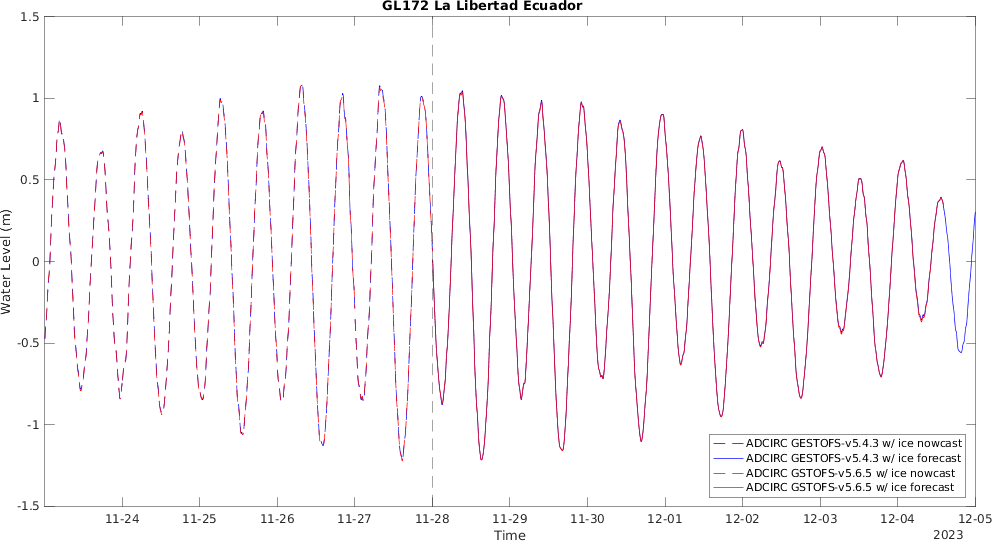 GL172 La Libertad Ecuador
1.5
1
0.5
0
-0.5
-1
-1.5
Water Level (m)
11-24 11-25 11-26 11-27 11-28 11-29 11-30 12-01 12-02 12-03 12-04 12-05
Time
2023
ADCIRC GESTOFS-v5.4.3 w/ ice nowcast
ADCIRC GESTOFS-v5.4.3 w/ ice forecast
ADCIRC GSTOFS-v5.6.5 w/ ice nowcast
ADCIRC GSTOFS-v5.6.5 w/ ice forecast